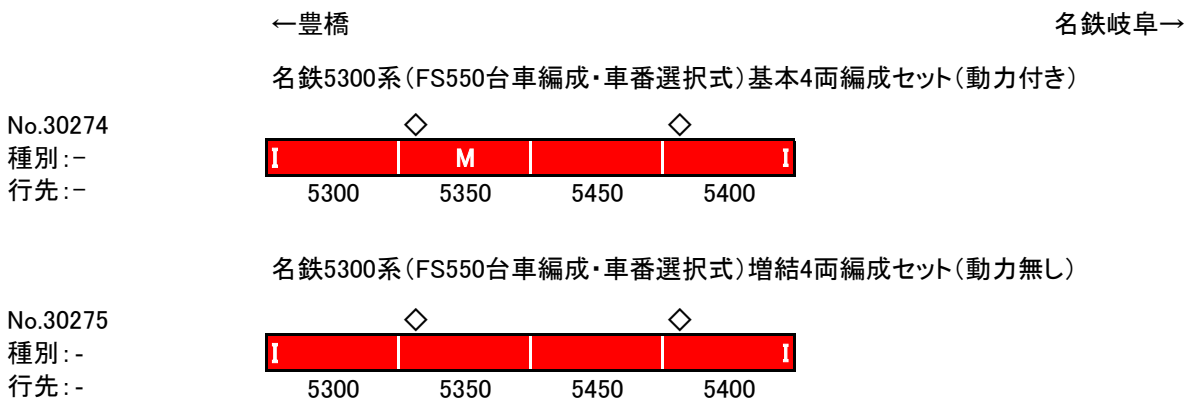 ←豊橋 名鉄岐阜→
名鉄5300系(FS550台車編成・車番選択式)基本4両編成セット(動力付き)
No.30274
種別:−
行先:−
◇ ◇
I M I
5300 5350 5450 5400
名鉄5300系(FS550台車編成・車番選択式)増結4両編成セット(動力無し)
No.30275
種別:-
行先:-
◇ ◇
I I
5300 5350 5450 5400